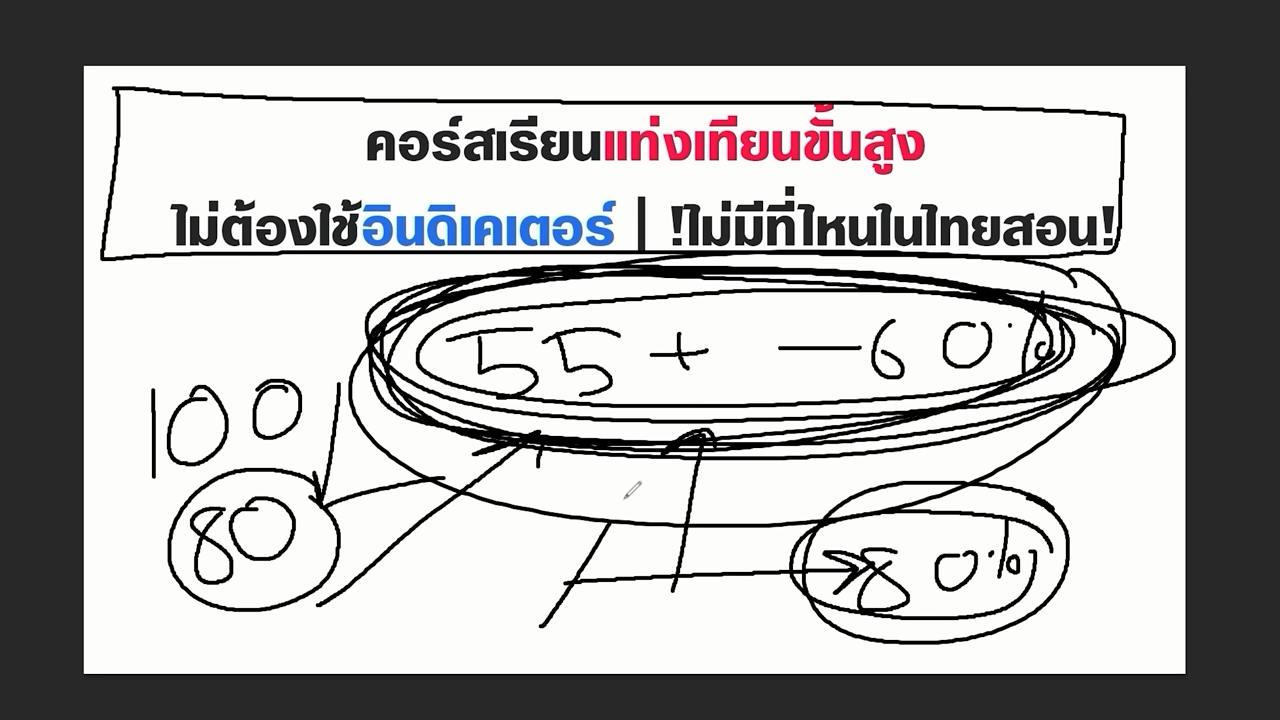 คอร์สเรียนแท่งเทียนขั้นสูง
ไม่ต้องใช้อินดิเคเตอร์ | !ไม่มีที่ไหนในไทยสอน!
55 + — 60%
100
80
80%